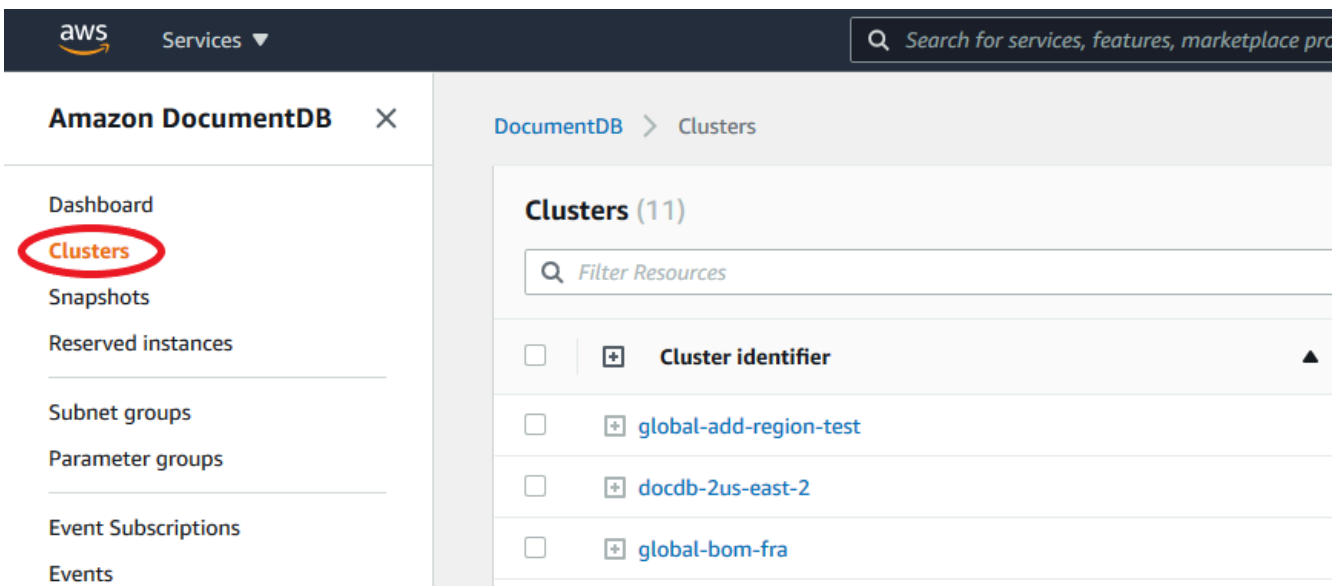 aws Services ▼ Search for services, features, marketplace pro
Amazon DocumentDB
Dashboard
Clusters
Snapshots
Reserved instances
Subnet groups
Parameter groups
Event Subscriptions
Events
DocumentDB > Clusters
Clusters (11)
Filter Resources
Cluster identifier
global-add-region-test
docdb-2us-east-2
global-bom-fra